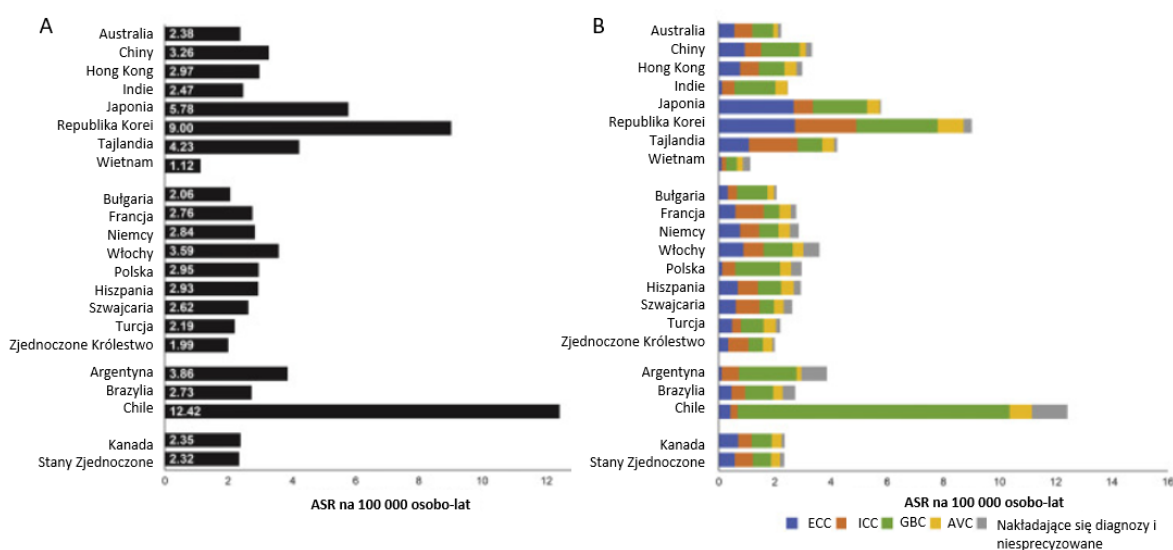 A
Australia 2.38
Chiny 3.26
Hong Kong 2.97
Indie 2.47
Japonia 5.78
Republika Korei 9.00
Tajlandia 4.23
Wietnam 1.12
Bułgaria 2.06
Francja 2.76
Niemcy 2.84
Włochy 3.59
Polska 2.95
Hiszpania 2.93
Szwajcaria 2.62
Turcja 2.19
Zjednoczone Królestwo 1.99
Argentyna 3.86
Brazylia 2.73
Chile 12.42
Kanada 2.35
Stany Zjednoczone 2.32
0 2 4 6 8 10 12
ASR na 100 000 osobo-lat
B
Australia
Chiny
Hong Kong
Indie
Japonia
Republika Korei
Tajlandia
Wietnam
Bułgaria
Francja
Niemcy
Włochy
Polska
Hiszpania
Szwajcaria
Turcja
Zjednoczone Królestwo
Argentyna
Brazylia
Chile
Kanada
Stany Zjednoczone
0 2 4 6 8 10 12 14 16
ASR na 100 000 osobo-lat
ECC ICC GBC AVC Nakładające się diagnozy i
niesprecyzowane